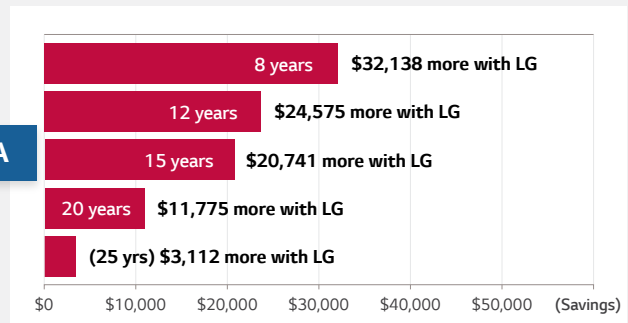 8 years $32,138 more with LG
12 years $24,575 more with LG
A
15 years $20,741 more with LG
20 years $11,775 more with LG
(25 yrs) $3,112 more with LG
$0 $10,000 $20,000 $30,000 $40,000 $50,000 (Savings)